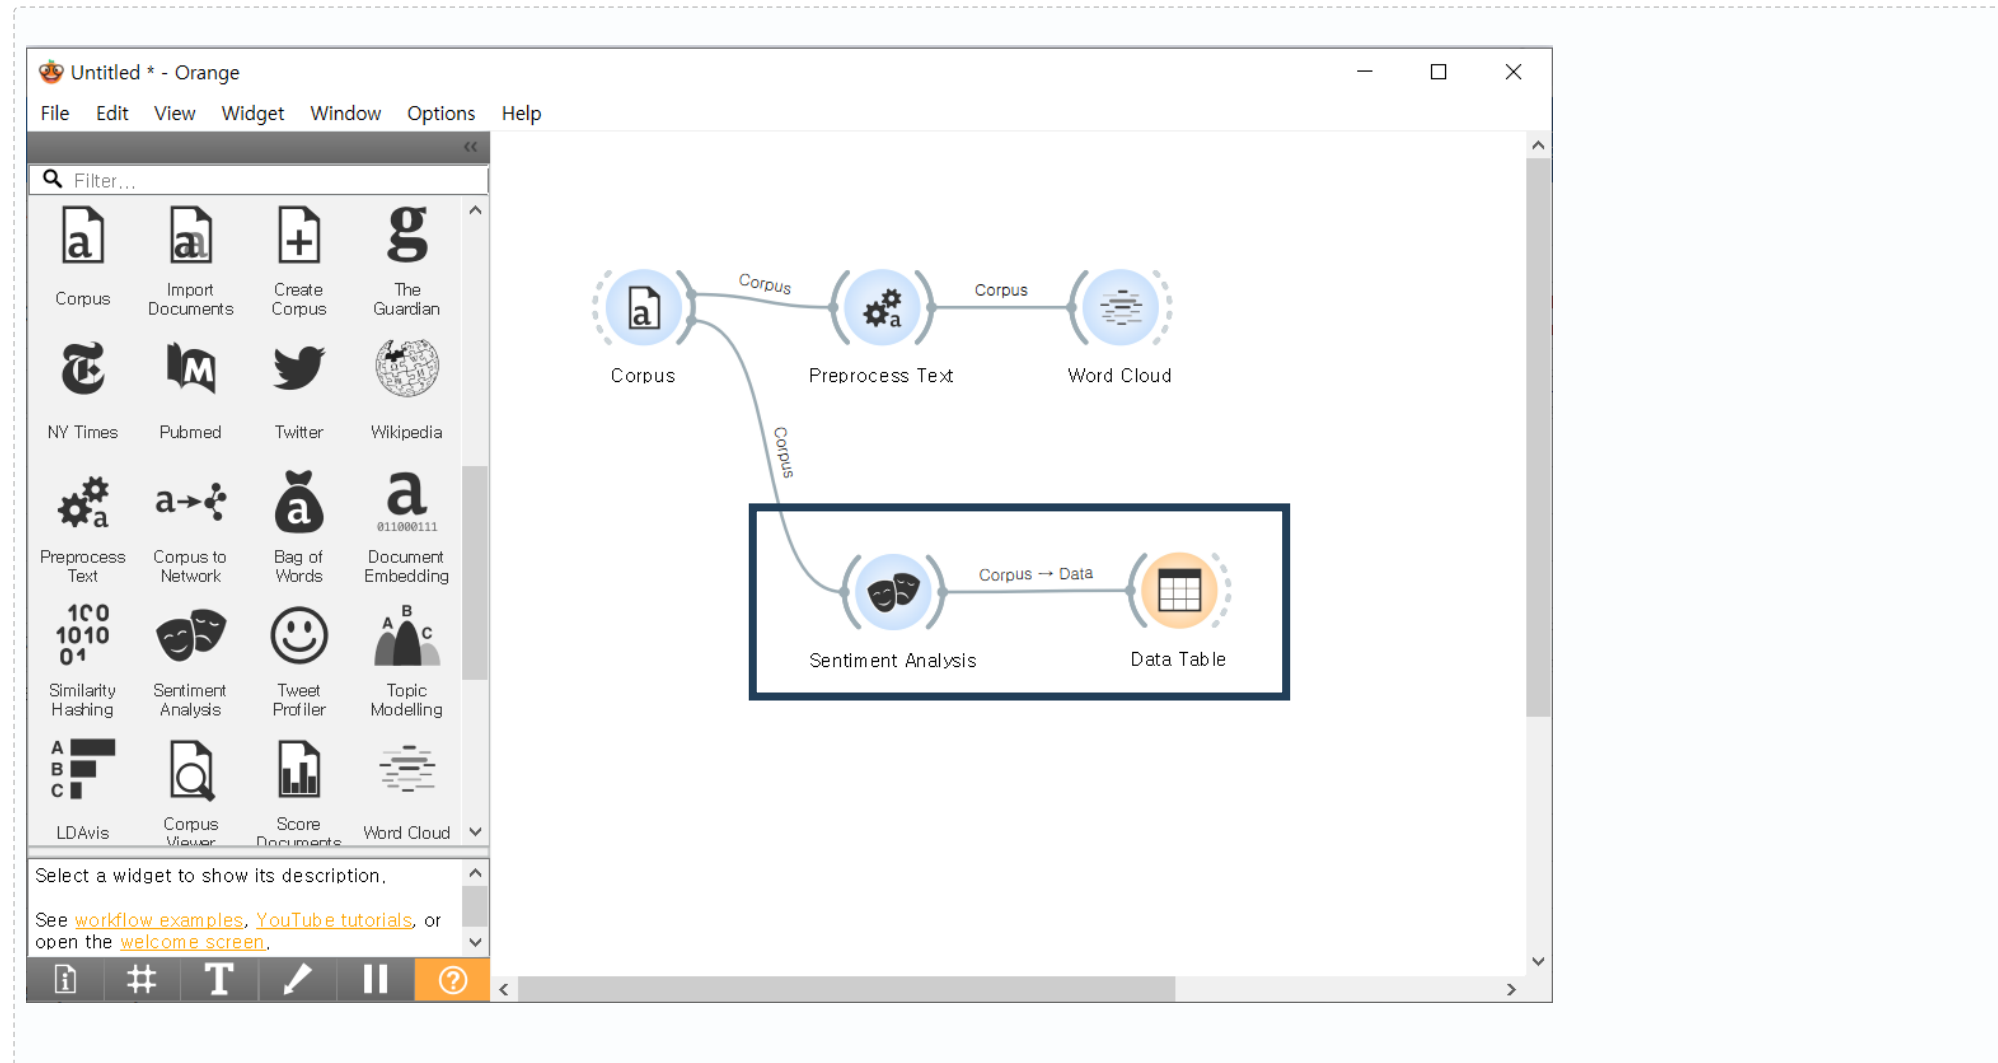 Untitled * - Orange
File Edit View Widget Window Options Help
Filter...
Corpus
Import
Documents
Create
Corpus
The
Guardian
NY Times
Pubmed
Twitter
Wikipedia
Preprocess
Text
Corpus to
Network
Bag of
Words
Document
Embedding
Similarity
Hashing
Sentiment
Analysis
Tweet
Profiler
Topic
Modelling
LDAvis
Corpus
Viewer
Score
Documents
Word Cloud
Select a widget to show its description.
See workflow examples, YouTube tutorials, or
open the welcome screen.
Corpus
Corpus
Preprocess Text
Corpus
Word Cloud
Corpus
Sentiment Analysis
Corpus → Data
Data Table